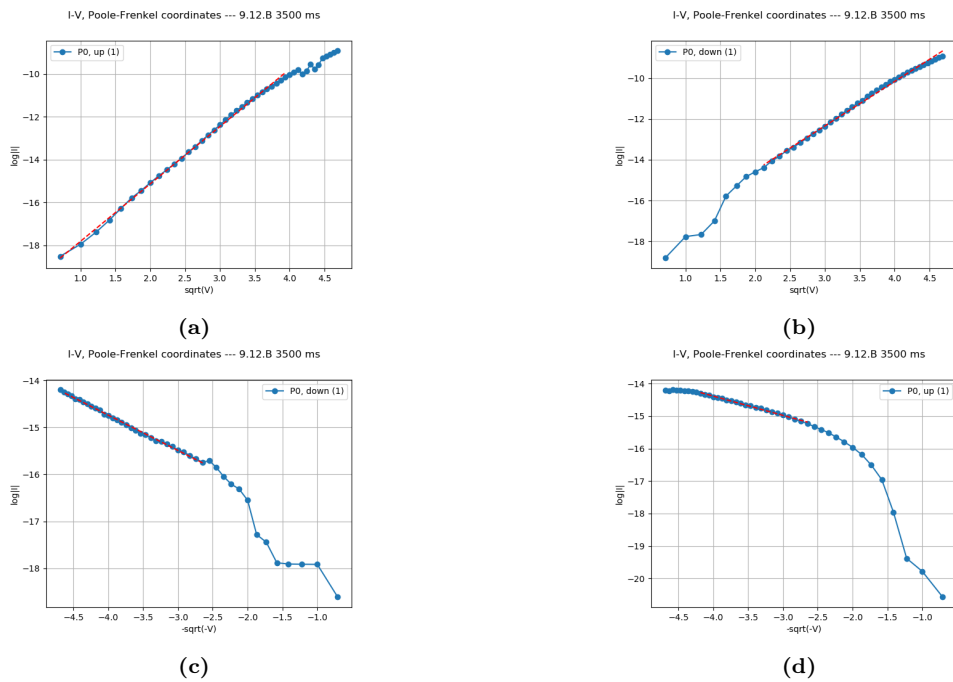 I-V, Poole-Frenkel coordinates --- 9.12.B 3500 ms
P0, up (1)
−10
−12
−14
−16
−18
log|I|
1.0 1.5 2.0 2.5 3.0 3.5 4.0 4.5
sqrt(V)
(a)
I-V, Poole-Frenkel coordinates --- 9.12.B 3500 ms
P0, down (1)
−10
−12
−14
−16
−18
log|I|
1.0 1.5 2.0 2.5 3.0 3.5 4.0 4.5
sqrt(V)
(b)
I-V, Poole-Frenkel coordinates --- 9.12.B 3500 ms
P0, down (1)
−14
−15
−16
−17
−18
log|I|
−4.5 −4.0 −3.5 −3.0 −2.5 −2.0 −1.5 −1.0
-sqrt(-V)
(c)
I-V, Poole-Frenkel coordinates --- 9.12.B 3500 ms
P0, up (1)
−14
−15
−16
−17
−18
−19
−20
log|I|
−4.5 −4.0 −3.5 −3.0 −2.5 −2.0 −1.5 −1.0
-sqrt(-V)
(d)